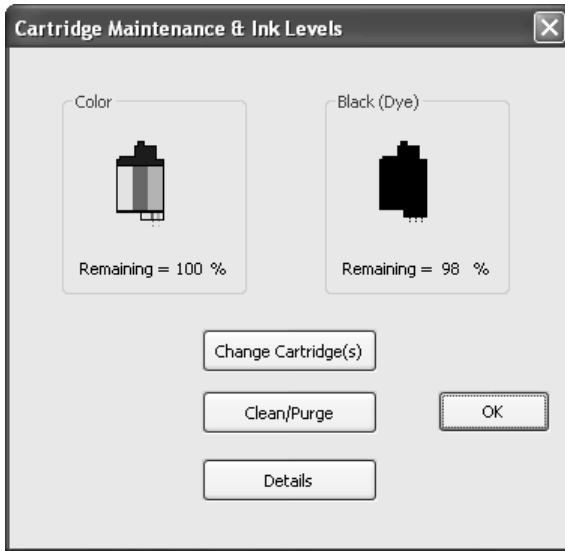 Cartridge Maintenance & Ink Levels
Color
Black (Dye)
Remaining = 100 %
Remaining = 98 %
Change Cartridge(s)
Clean/Purge
OK
Details